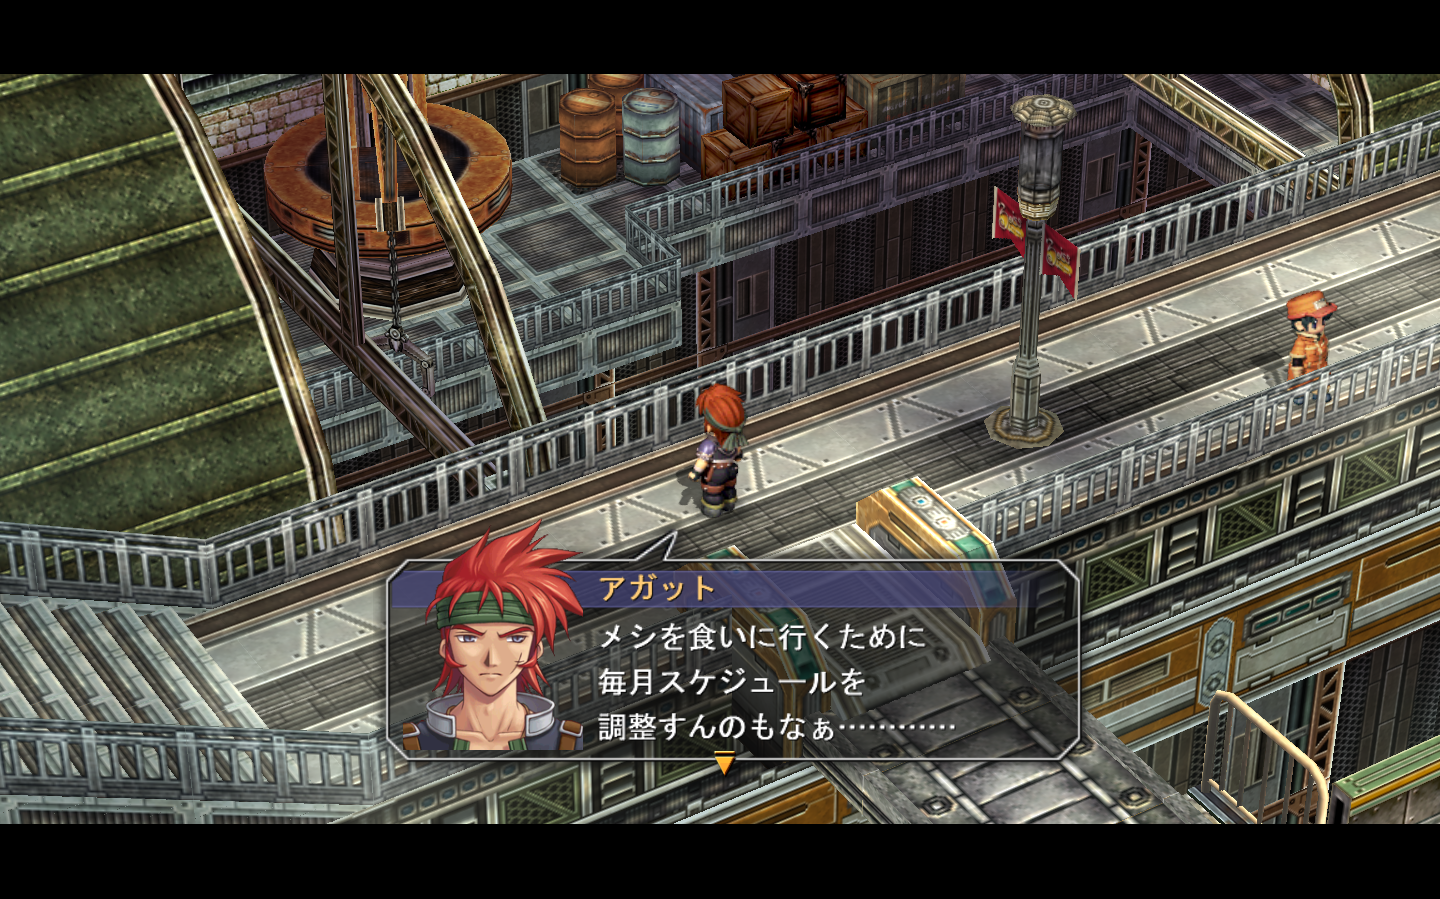 アガット
メシを食いに行くために
毎月スケジュールを
調整すんのもなぁ…………